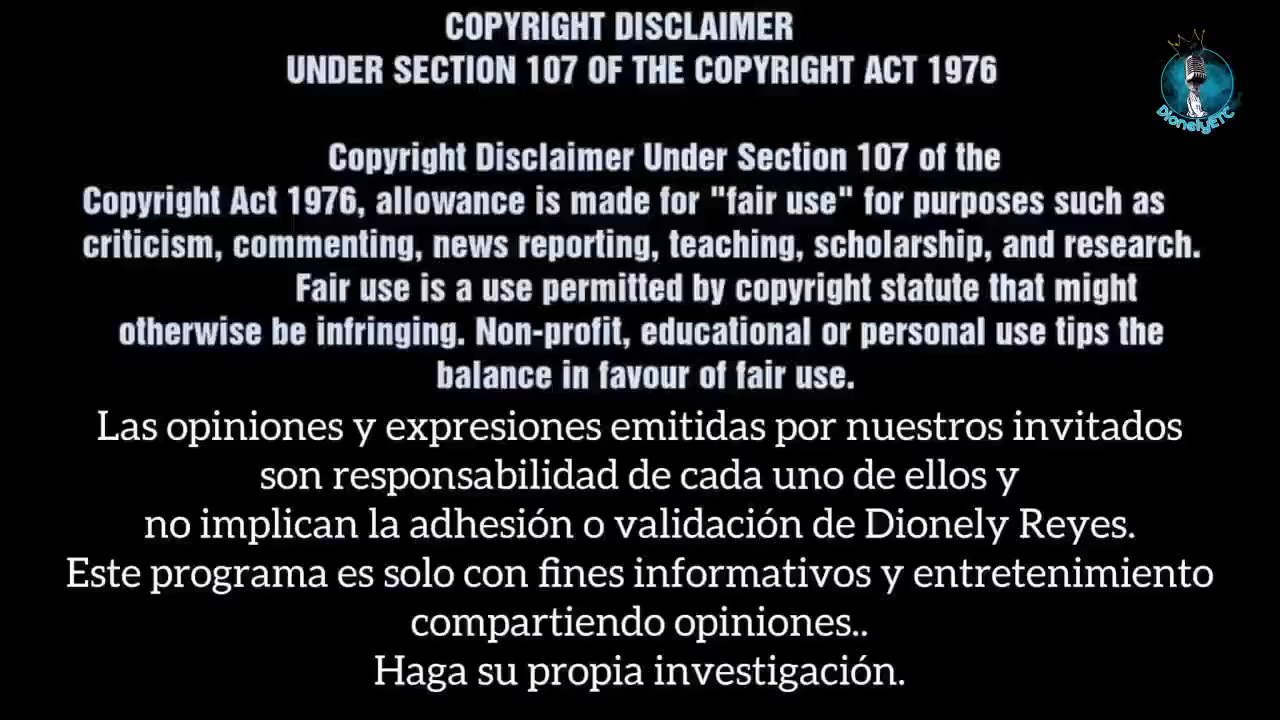 COPYRIGHT DISCLAIMER
UNDER SECTION 107 OF THE COPYRIGHT ACT 1976
DionelyETC
Copyright Disclaimer Under Section 107 of the
Copyright Act 1976, allowance is made for "fair use" for purposes such as
criticism, commenting, news reporting, teaching, scholarship, and research.
Fair use is a use permitted by copyright statute that might
otherwise be infringing. Non-profit, educational or personal use tips the
balance in favour of fair use.
Las opiniones y expresiones emitidas por nuestros invitados
son responsabilidad de cada uno de ellos y
no implican la adhesión o validación de Dionely Reyes.
Este programa es solo con fines informativos y entretenimiento
compartiendo opiniones..
Haga su propia investigación.